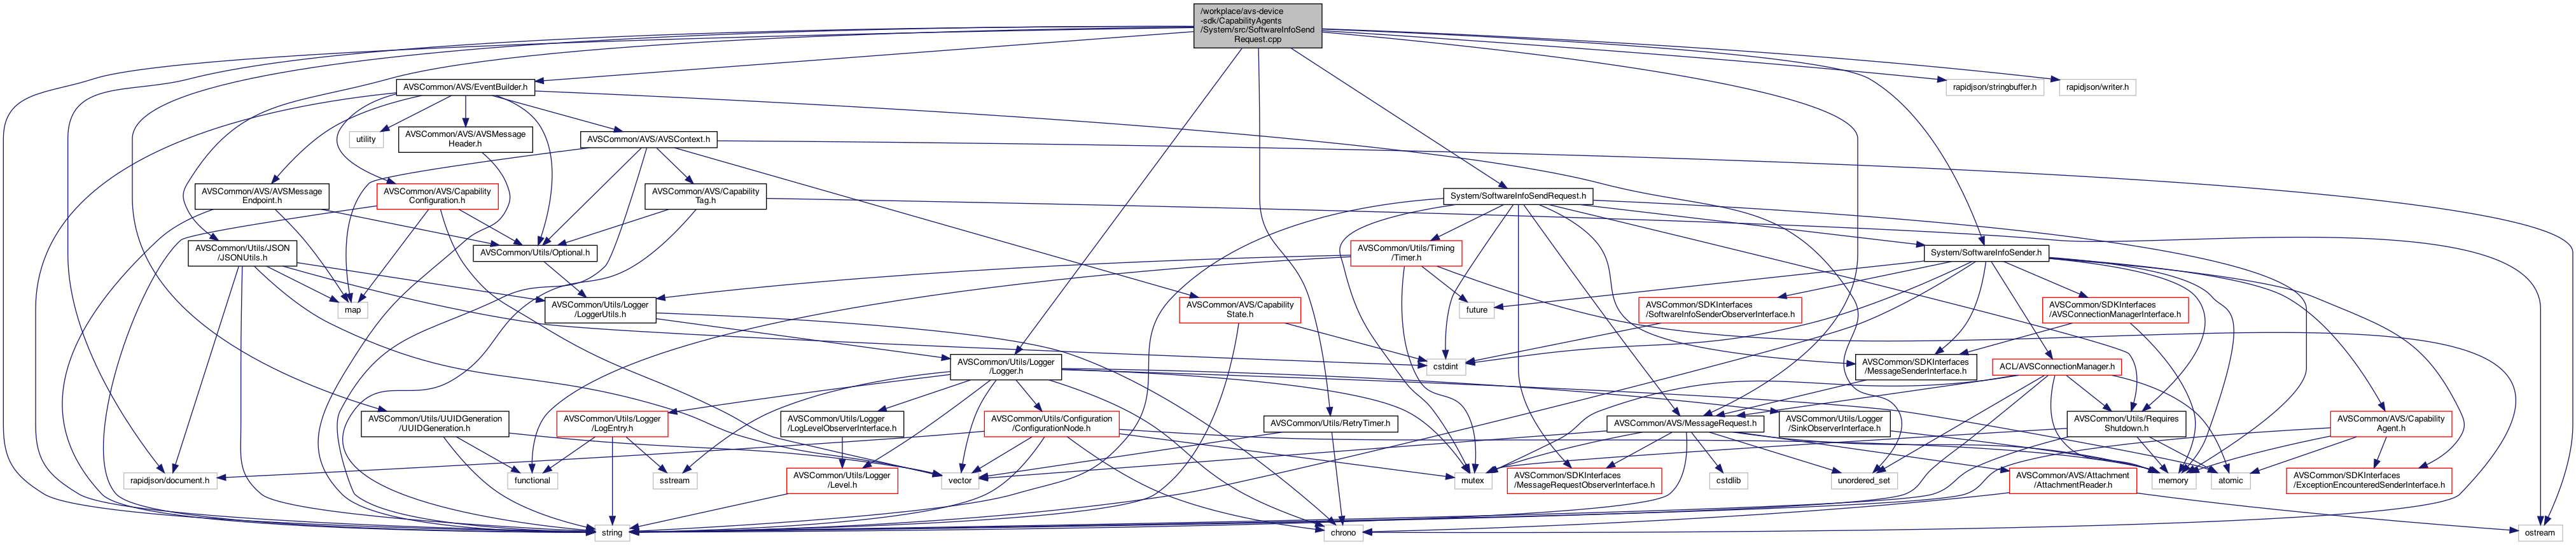 /workplace/avs-device
-sdk/CapabilityAgents
/System/src/SoftwareInfoSend
Request.cpp
AVSCommon/AVS/EventBuilder.h
rapidjson/stringbuffer.h
rapidjson/writer.h
utility
AVSCommon/AVS/AVSMessage
Header.h
AVSCommon/AVS/AVSContext.h
AVSCommon/AVS/AVSMessage
Endpoint.h
AVSCommon/AVS/Capability
Configuration.h
AVSCommon/AVS/Capability
Tag.h
System/SoftwareInfoSendRequest.h
AVSCommon/Utils/JSON
/JSONUtils.h
AVSCommon/Utils/Optional.h
AVSCommon/Utils/Timing
/Timer.h
System/SoftwareInfoSender.h
map
AVSCommon/Utils/Logger
/LoggerUtils.h
AVSCommon/AVS/Capability
State.h
future
AVSCommon/SDKInterfaces
/SoftwareInfoSenderObserverInterface.h
AVSCommon/SDKInterfaces
/AVSConnectionManagerInterface.h
AVSCommon/Utils/Logger
/Logger.h
cstdint
AVSCommon/SDKInterfaces
/MessageSenderInterface.h
ACL/AVSConnectionManager.h
AVSCommon/Utils/UUIDGeneration
/UUIDGeneration.h
AVSCommon/Utils/Logger
/LogEntry.h
AVSCommon/Utils/Logger
/LogLevelObserverInterface.h
AVSCommon/Utils/Configuration
/ConfigurationNode.h
AVSCommon/Utils/RetryTimer.h
AVSCommon/AVS/MessageRequest.h
AVSCommon/Utils/Logger
/SinkObserverInterface.h
AVSCommon/Utils/Requires
Shutdown.h
AVSCommon/AVS/Capability
Agent.h
rapidjson/document.h
functional
sstream
AVSCommon/Utils/Logger
/Level.h
vector
mutex
AVSCommon/SDKInterfaces
/MessageRequestObserverInterface.h
cstdlib
unordered_set
AVSCommon/AVS/Attachment
/AttachmentReader.h
memory
atomic
AVSCommon/SDKInterfaces
/ExceptionEncounteredSenderInterface.h
string
chrono
ostream